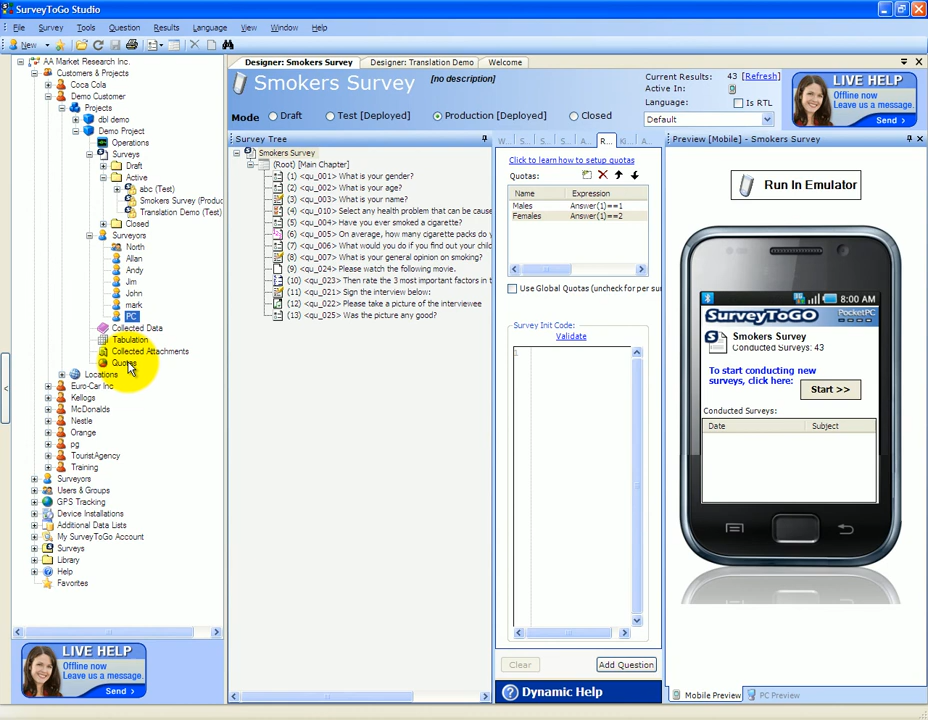 SurveyToGo Studio
File Survey Tools Question Results Language View Window Help
New
AA Market Research Inc.
Customers & Projects
Coca Cola
Demo Customer
Projects
dbl demo
Demo Project
Operations
Surveys
Draft
Active
abc (Test)
Smokers Survey (Produc
Translation Demo (Test)
Closed
Surveyors
North
Allan
Andy
Jim
John
mark
PC
Collected Data
Tabulation
Collected Attachments
Quotas
Locations
Euro-Car Inc
Kellogs
McDonalds
Nestle
Orange
pg
TouristAgency
Training
Surveyors
Users & Groups
GPS Tracking
Device Installations
Additional Data Lists
My SurveyToGo Account
Surveys
Library
Help
Favorites
LIVE HELP
Offline now
Leave us a message.
Send >
Designer: Smokers Survey Designer: Translation Demo Welcome
Smokers Survey [no description]
Current Results: 43 [Refresh]
Active In:
Language: Is RTL
Default
Mode Draft Test [Deployed] Production [Deployed] Closed
LIVE HELP
Offline now
Leave us a message.
Send >
Survey Tree
Smokers Survey
(Root) [Main Chapter]
(1) <qu_001> What is your gender?
(2) <qu_002> What is your age?
(3) <qu_003> What is your name?
(4) <qu_010> Select any health problem that can be cause
(5) <qu_004> Have you ever smoked a cigarette?
(6) <qu_005> On average, how many cigarette packs do y
(7) <qu_006> What would you do if you find out your chil
(8) <qu_007> What is your general opinion on smoking?
(9) <qu_024> Please watch the following movie.
(10) <qu_023> Then rate the 3 most important factors in t
(11) <qu_021> Sign the interview below:
(12) <qu_022> Please take a picture of the interviewee
(13) <qu_025> Was the picture any good?
W... S... S... S... A... R... Ki... A...
Click to learn how to setup quotas
Quotas:
Name Expression
Males Answer(1)==1
Females Answer(1)==2
Use Global Quotas (uncheck for per sur
Survey Init Code:
Validate
1
Clear Add Question
Dynamic Help
Preview [Mobile] - Smokers Survey
Run In Emulator
8:00 AM
SurveyToGO PocketPC
Smokers Survey
Conducted Surveys: 43
To start conducting new
surveys, click here:
Start >>
Conducted Surveys:
Date Subject
Mobile Preview PC Preview